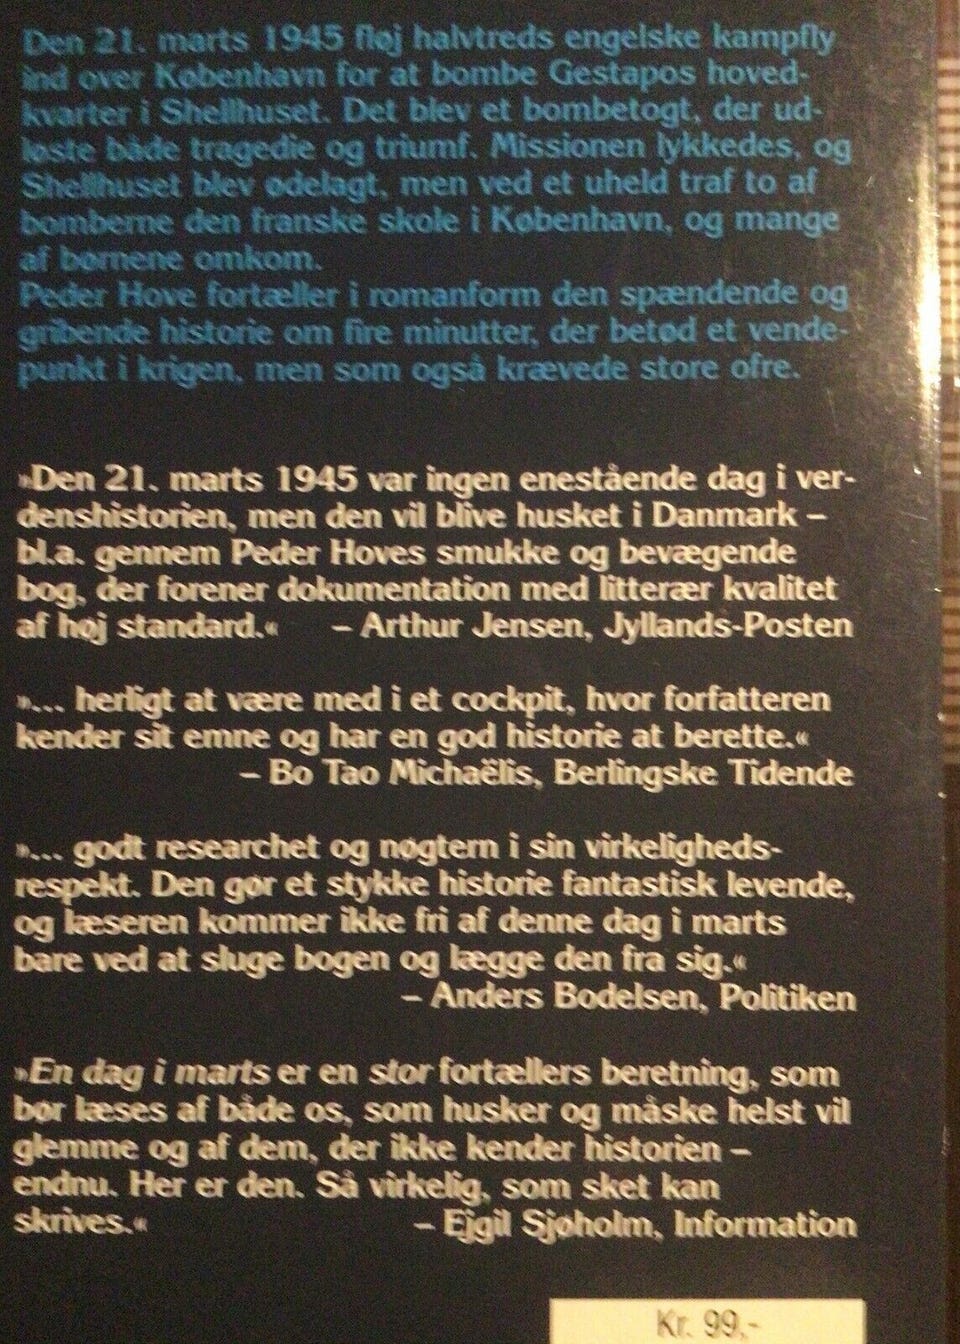 Den 21. marts 1945 fløj halvtreds engelske kampfly
ind over København for at bombe Gestapos hoved-
kvarter i Shellhuset. Det blev et bombetogt, der ud-
løste både tragedie og triumf. Missionen lykkedes, og
Shellhuset blev ødelagt, men ved et uheld traf to af
bomberne den franske skole i København, og mange
af børnene omkom.
Peder Hove fortæller i romanform den spændende og
gribende historie om fire minutter, der betød et vende-
punkt i krigen, men som også krævede store ofre.
»Den 21. marts 1945 var ingen enestående dag i ver-
denshistorien, men den vil blive husket i Danmark –
bl.a. gennem Peder Hoves smukke og bevægende
bog, der forener dokumentation med litterær kvalitet
af høj standard.« – Arthur Jensen, Jyllands-Posten
»... herligt at være med i et cockpit, hvor forfatteren
kender sit emne og har en god historie at berette.«
– Bo Tao Michaëlis, Berlingske Tidende
»... godt researchet og nøgtern i sin virkeligheds-
respekt. Den gør et stykke historie fantastisk levende,
og læseren kommer ikke fri af denne dag i marts
bare ved at sluge bogen og lægge den fra sig.«
– Anders Bodelsen, Politiken
»En dag i marts er en stor fortællers beretning, som
bør læses af både os, som husker og måske helst vil
glemme og af dem, der ikke kender historien –
endnu. Her er den. Så virkelig, som sket kan
skrives.« – Ejgil Sjøholm, Information
Kr. 99,-